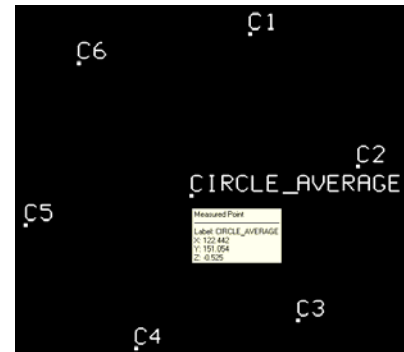 C1
C6
C2
CIRCLE_AVERAGE
C5
Measured Point
Label: CIRCLE_AVERAGE
X: 122.442
Y: 151.054
Z: -0.525
C3
C4